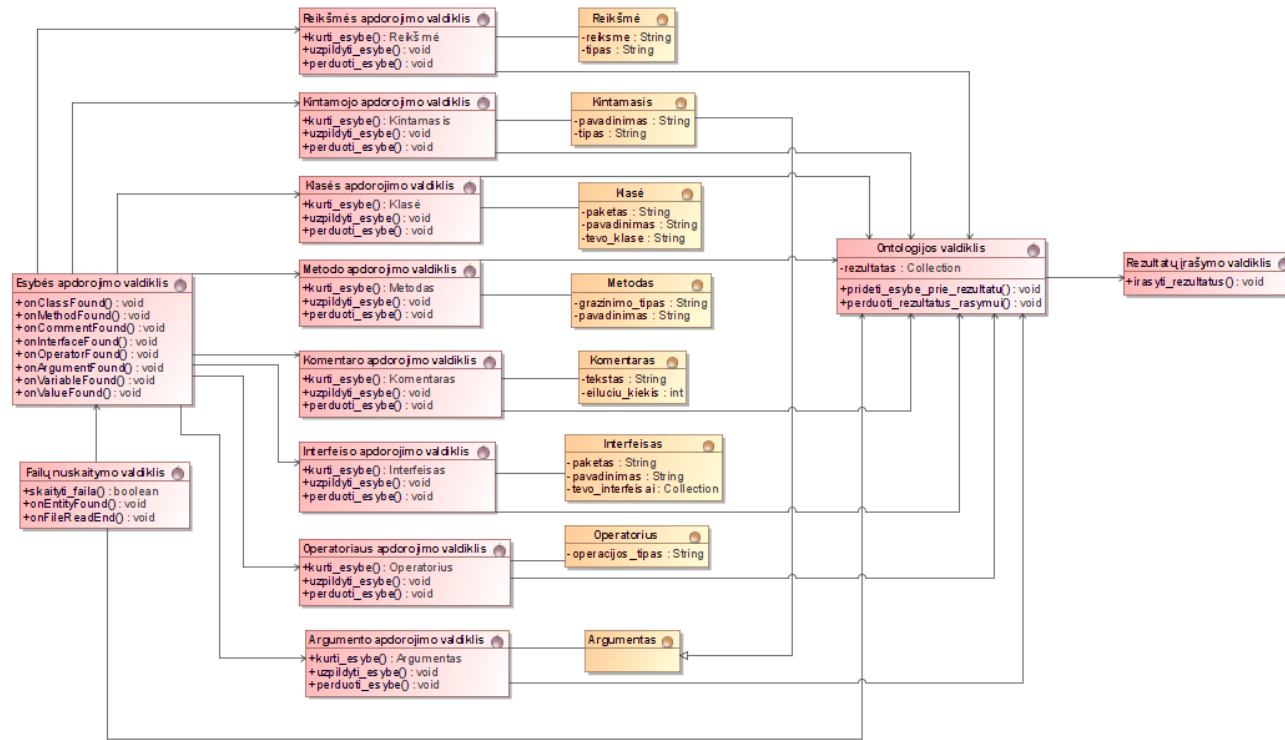 Reikšmės apdorojimo valdiklis
+kurti_esybe() : Reikšmė
+uzpildyti_esybe() : void
+perduoti_esybe() : void
Reikšmė
-reiksme : String
-tipas : String
Kintamojo apdorojimo valdiklis
+kurti_esybe() : Kintamasis
+uzpildyti_esybe() : void
+perduoti_esybe() : void
Kintamasis
-pavadinimas : String
-tipas : String
Klasės apdorojimo valdiklis
+kurti_esybe() : Klasė
+uzpildyti_esybe() : void
+perduoti_esybe() : void
Klasė
-paketas : String
-pavadinimas : String
-tevo_klase : String
Ontologijos valdiklis
-rezultatas : Collection
+prideti_esybe_prie_rezultatu() : void
+perduoti_rezultatus_rasymui() : void
Rezultatų įrašymo valdiklis
+irasyti_rezultatus() : void
Esybės apdorojimo valdiklis
+onClassFound() : void
+onMethodFound() : void
+onCommentFound() : void
+onInterfaceFound() : void
+onOperatorFound() : void
+onArgumentFound() : void
+onVariableFound() : void
+onValueFound() : void
Metodo apdorojimo valdiklis
+kurti_esybe() : Metodas
+uzpildyti_esybe() : void
+perduoti_esybe() : void
Metodas
-grazinimo_tipas : String
-pavadinimas : String
Komentaro apdorojimo valdiklis
+kurti_esybe() : Komentaras
+uzpildyti_esybe() : void
+perduoti_esybe() : void
Komentaras
-tekstas : String
-eiluciu_kiekis : int
Failų nuskaitymo valdiklis
+skaityti_faila() : boolean
+onEntityFound() : void
+onFileReadEnd() : void
Interfeiso apdorojimo valdiklis
+kurti_esybe() : Interfeisas
+uzpildyti_esybe() : void
+perduoti_esybe() : void
Interfeisas
-paketas : String
-pavadinimas : String
-tevo_interfeisai : Collection
Operatoriaus apdorojimo valdiklis
+kurti_esybe() : Operatorius
+uzpildyti_esybe() : void
+perduoti_esybe() : void
Operatorius
-operacijos_tipas : String
Argumento apdorojimo valdiklis
+kurti_esybe() : Argumentas
+uzpildyti_esybe() : void
+perduoti_esybe() : void
Argumentas